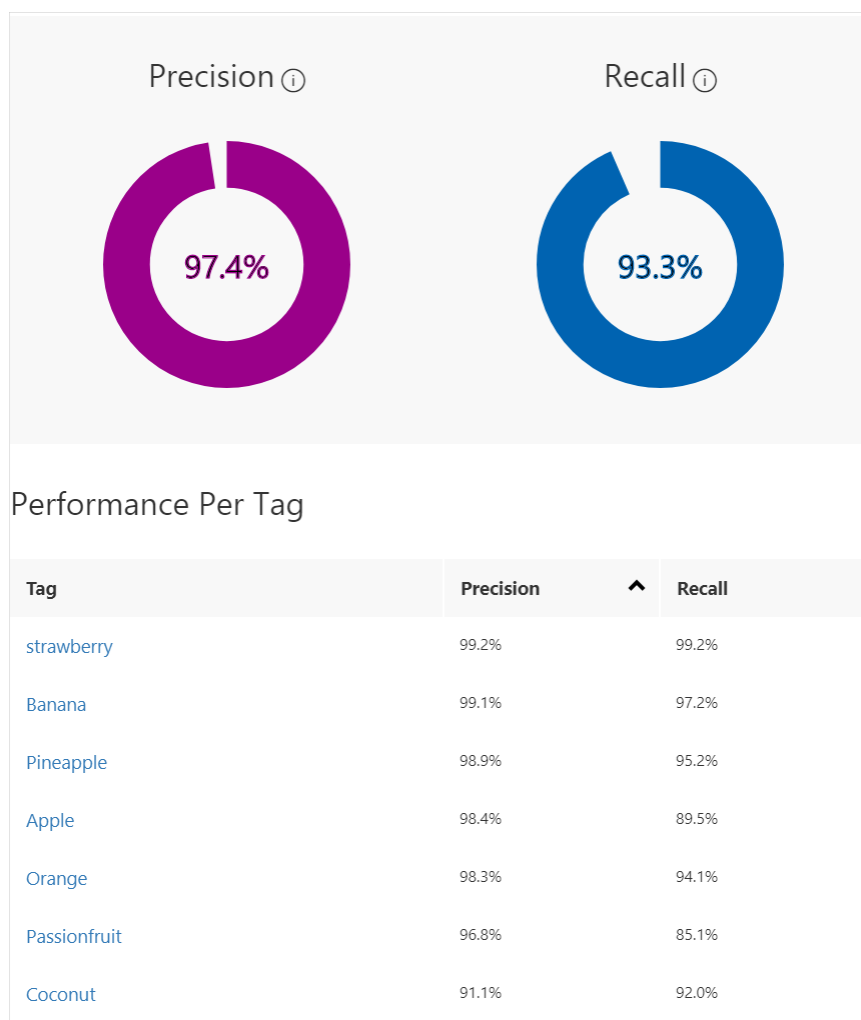 Precision
Recall
97.4%
93.3%
Performance Per Tag
Tag Precision Recall
strawberry 99.2% 99.2%
Banana 99.1% 97.2%
Pineapple 98.9% 95.2%
Apple 98.4% 89.5%
Orange 98.3% 94.1%
Passionfruit 96.8% 85.1%
Coconut 91.1% 92.0%